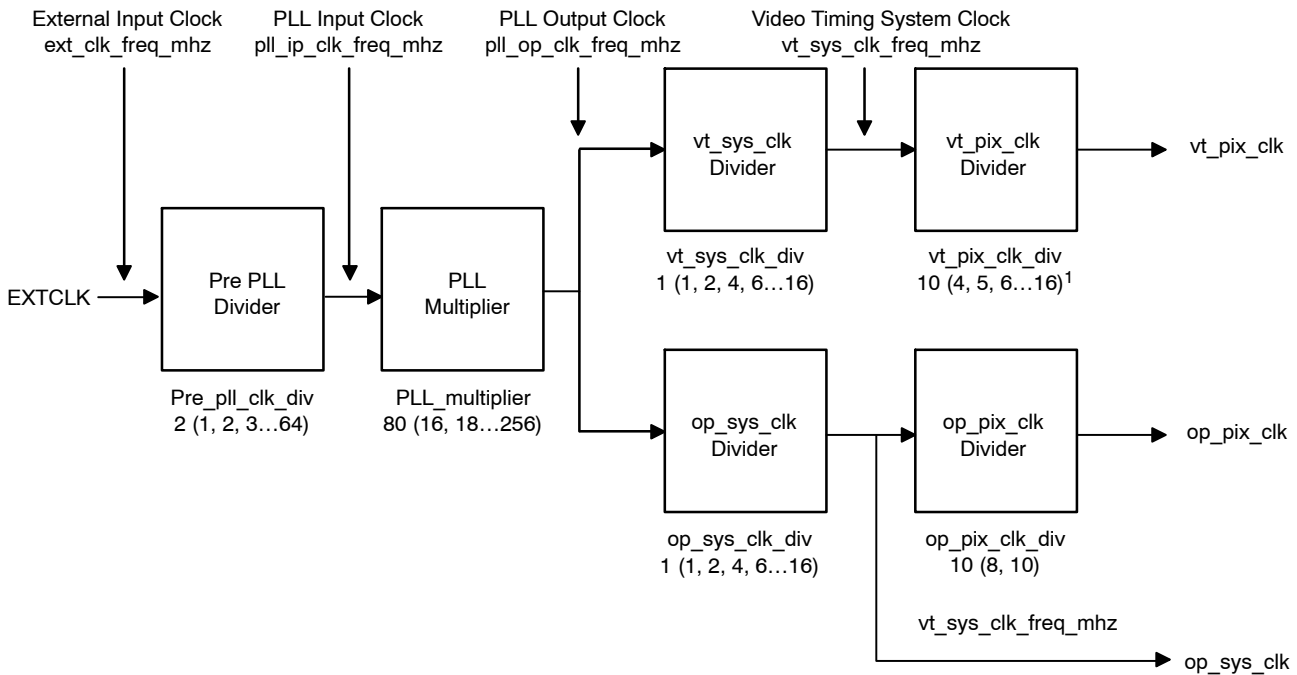 External Input Clock
ext_clk_freq_mhz
PLL Input Clock
pll_ip_clk_freq_mhz
PLL Output Clock
pll_op_clk_freq_mhz
Video Timing System Clock
vt_sys_clk_freq_mhz
vt_sys_clk
Divider
vt_pix_clk
Divider
vt_pix_clk
vt_sys_clk_div
1 (1, 2, 4, 6…16)
vt_pix_clk_div
10 (4, 5, 6…16)¹
EXTCLK
Pre PLL
Divider
PLL
Multiplier
Pre_pll_clk_div
2 (1, 2, 3…64)
PLL_multiplier
80 (16, 18…256)
op_sys_clk
Divider
op_pix_clk
Divider
op_pix_clk
op_sys_clk_div
1 (1, 2, 4, 6…16)
op_pix_clk_div
10 (8, 10)
vt_sys_clk_freq_mhz
op_sys_clk